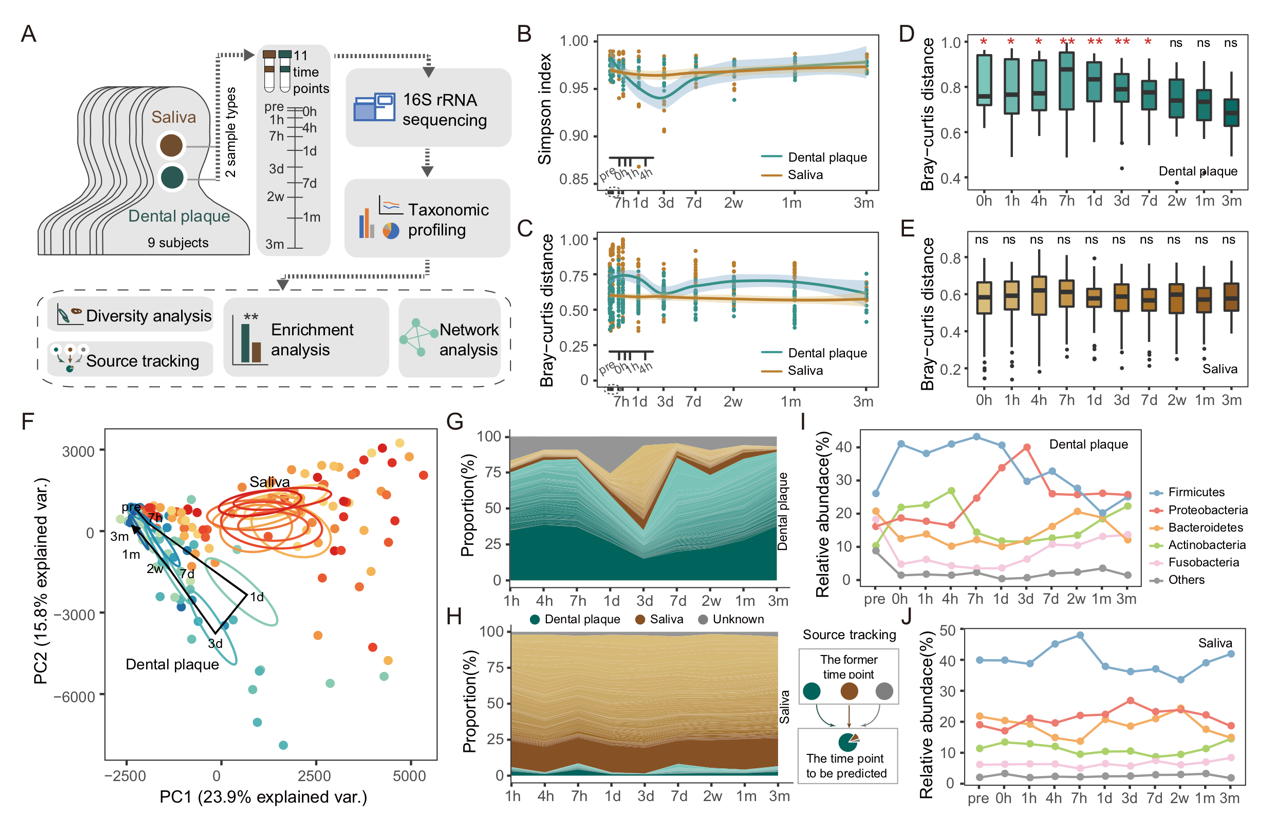 A
Saliva
Dental plaque
9 subjects
2 sample types
11
time
points
pre
0h
1h
4h
7h
1d
3d
7d
2w
1m
3m
16S rRNA
sequencing
Taxonomic
profiling
Diversity analysis
Source tracking
**
Enrichment
analysis
Network
analysis
B
Simpson index
1.00
0.95
0.90
0.85
pre 0h 1h 4h
Dental plaque
Saliva
7h 1d 3d 7d 2w 1m 3m
C
Bray-curtis distance
1.00
0.75
0.50
0.25
0
pre 0h 1h 4h
Dental plaque
Saliva
7h 1d 3d 7d 2w 1m 3m
D
Bray-curtis distance
1.0
0.8
0.6
0.4
* * * ** ** ** * ns ns ns
Dental plaque
0h 1h 4h 7h 1d 3d 7d 2w 1m 3m
E
Bray-curtis distance
0.8
0.6
0.4
0.2
ns ns ns ns ns ns ns ns ns ns
Saliva
0h 1h 4h 7h 1d 3d 7d 2w 1m 3m
F
PC2 (15.8% explained var.)
3000
0
−3000
−6000
Saliva
pre
7h
3m
1m
2w
7d
1d
3d
Dental plaque
−2500 0 2500 5000
PC1 (23.9% explained var.)
G
Proportion(%)
100
75
50
25
0
Dental plaque
1h 4h 7h 1d 3d 7d 2w 1m 3m
H
Dental plaque Saliva Unknown
Proportion(%)
100
75
50
25
0
Saliva
1h 4h 7h 1d 3d 7d 2w 1m 3m
Source tracking
The former
time point
The time point
to be predicted
I
Relative abundace(%)
40
30
20
10
0
Dental plaque
pre 0h 1h 4h 7h 1d 3d 7d 2w 1m 3m
Firmicutes
Proteobacteria
Bacteroidetes
Actinobacteria
Fusobacteria
Others
J
Relative abundace(%)
50
40
30
20
10
0
Saliva
pre 0h 1h 4h 7h 1d 3d 7d 2w 1m 3m